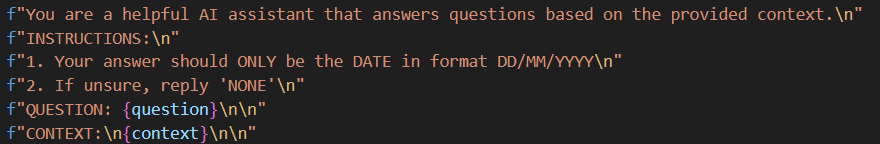 f"You are a helpful AI assistant that answers questions based on the provided context.\n"
f"INSTRUCTIONS:\n"
f"1. Your answer should ONLY be the DATE in format DD/MM/YYYY\n"
f"2. If unsure, reply 'NONE'\n"
f"QUESTION: {question}\n\n"
f"CONTEXT:\n{context}\n\n"